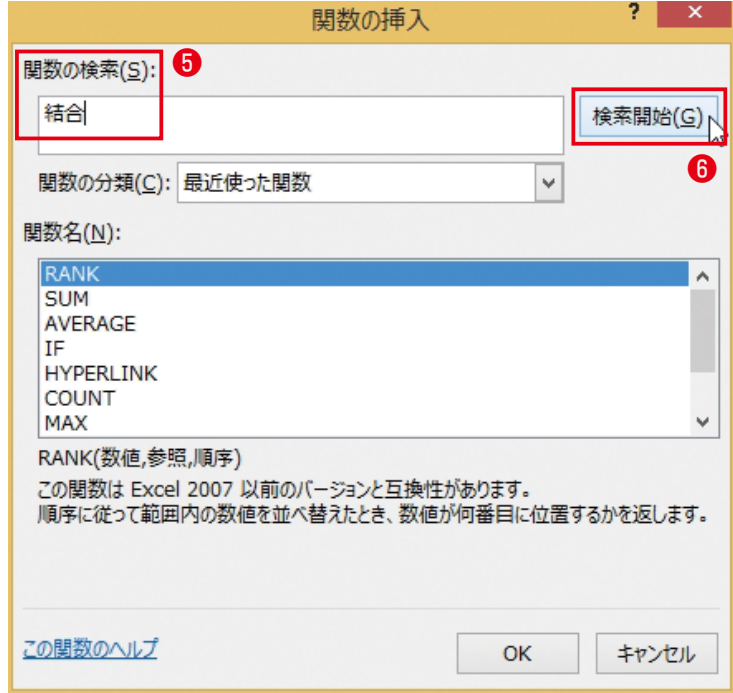 関数の挿入 ? ×
関数の検索(S): ❺
結合
検索開始(G)
❻
関数の分類(C): 最近使った関数
関数名(N):
RANK
SUM
AVERAGE
IF
HYPERLINK
COUNT
MAX
RANK(数値,参照,順序)
この関数は Excel 2007 以前のバージョンと互換性があります。
順序に従って範囲内の数値を並べ替えたとき、数値が何番目に位置するかを返します。
この関数のヘルプ
OK
キャンセル